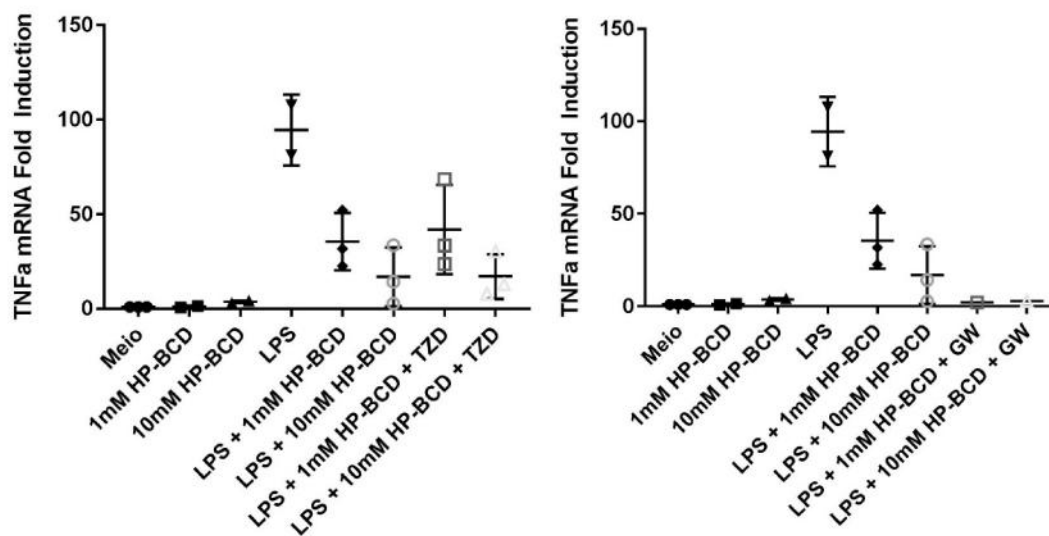 TNFa mRNA Fold Induction
150
100
50
0
Meio
1mM HP-BCD
10mM HP-BCD
LPS
LPS + 1mM HP-BCD
LPS + 10mM HP-BCD
LPS + 1mM HP-BCD + TZD
LPS + 10mM HP-BCD + TZD
TNFa mRNA Fold Induction
150
100
50
0
Meio
1mM HP-BCD
10mM HP-BCD
LPS
LPS + 1mM HP-BCD
LPS + 10mM HP-BCD
LPS + 1mM HP-BCD + GW
LPS + 10mM HP-BCD + GW